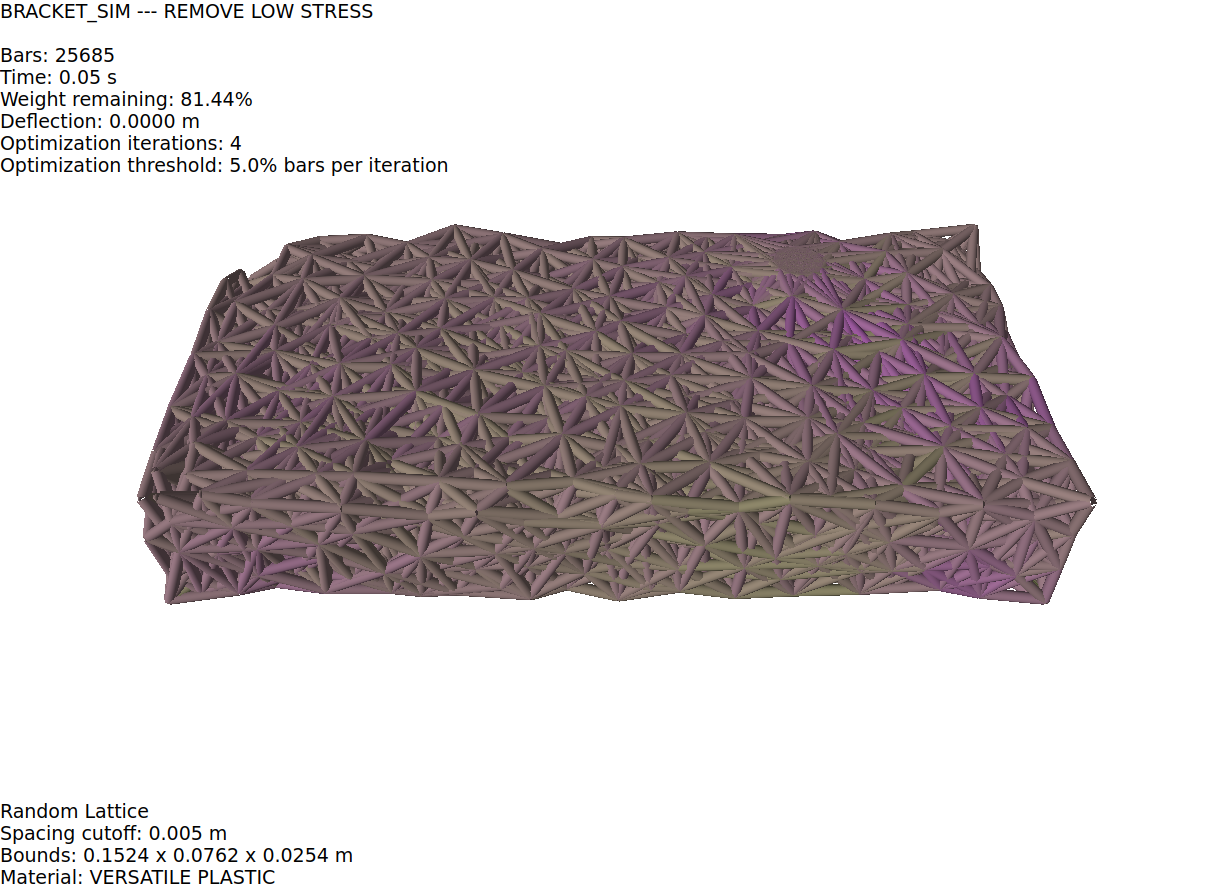 BRACKET_SIM --- REMOVE LOW STRESS
Bars: 25685
Time: 0.05 s
Weight remaining: 81.44%
Deflection: 0.0000 m
Optimization iterations: 4
Optimization threshold: 5.0% bars per iteration
Random Lattice
Spacing cutoff: 0.005 m
Bounds: 0.1524 x 0.0762 x 0.0254 m
Material: VERSATILE PLASTIC